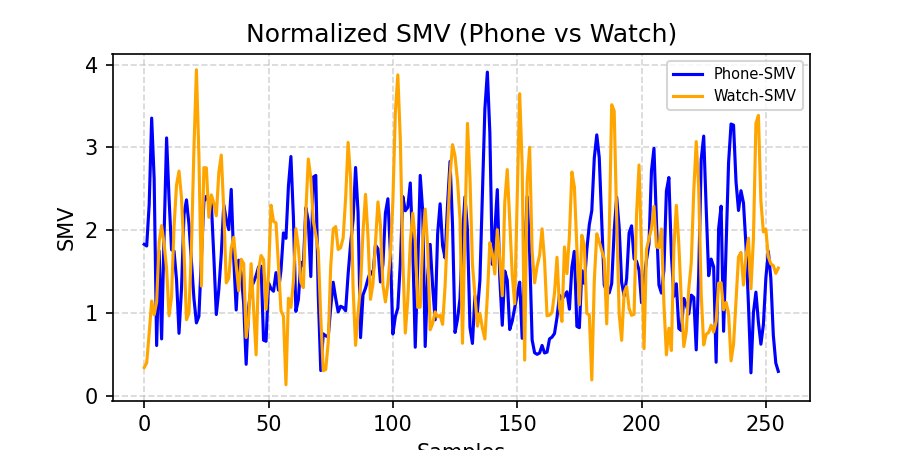 Normalized SMV (Phone vs Watch)
Phone-SMV
Watch-SMV
SMV
4
3
2
1
0
0 50 100 150 200 250
Samples